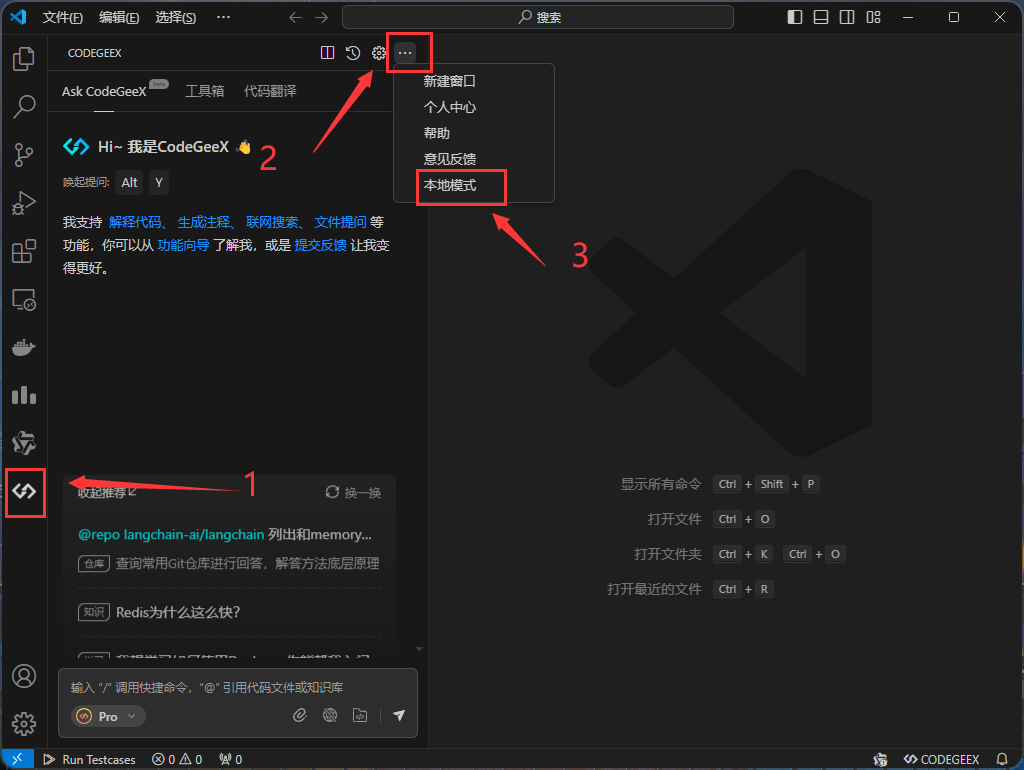 文件(F) 编辑(E) 选择(S) ··· 搜索
CODEGEEX
Ask CodeGeeX beta 工具箱 代码翻译
新建窗口
个人中心
帮助
意见反馈
本地模式
Hi~ 我是CodeGeeX 👋
2
唤起提问: Alt Y
我支持 解释代码、 生成注释、 联网搜索、 文件提问 等
功能，你可以从 功能向导 了解我，或是 提交反馈 让我变
得更好。
3
1
收起推荐 换一换
@repo langchain-ai/langchain 列出和memory...
仓库 查询常用Git仓库进行回答，解答方法底层原理
知识 Redis为什么这么快?
显示所有命令 Ctrl + Shift + P
打开文件 Ctrl + O
打开文件夹 Ctrl + K Ctrl + O
打开最近的文件 Ctrl + R
输入 “/” 调用快捷命令，“@” 引用代码文件或知识库
Pro
Run Testcases 0 0 0 CODEGEEX